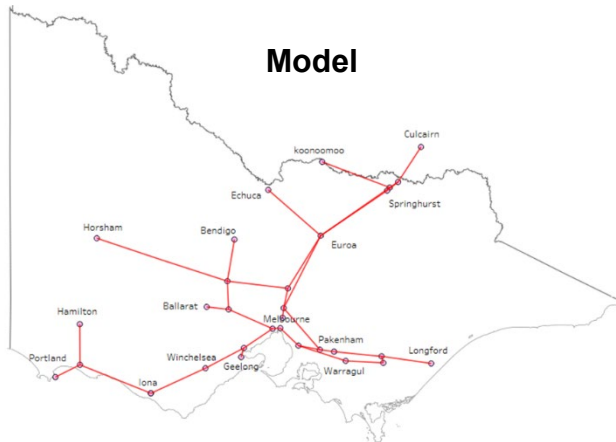 Model
Culcairn
koonoomoo
Echuca
Springhurst
Horsham
Bendigo
Euroa
Hamilton
Ballarat
Melbourne
Pakenham
Portland
Winchelsea
Longford
Geelong
Warragul
Iona